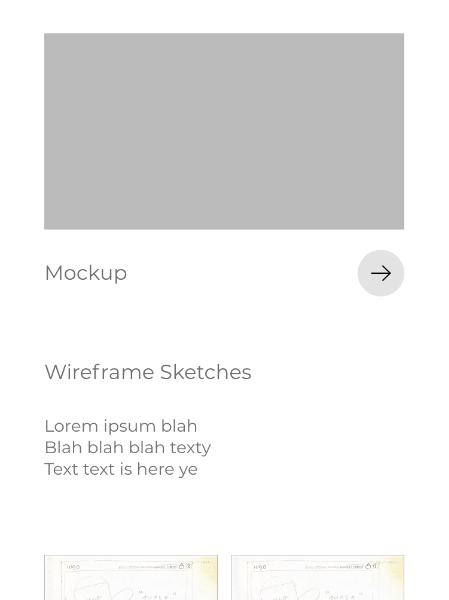 Mockup
Wireframe Sketches
Lorem ipsum blah
Blah blah blah texty
Text text is here ye